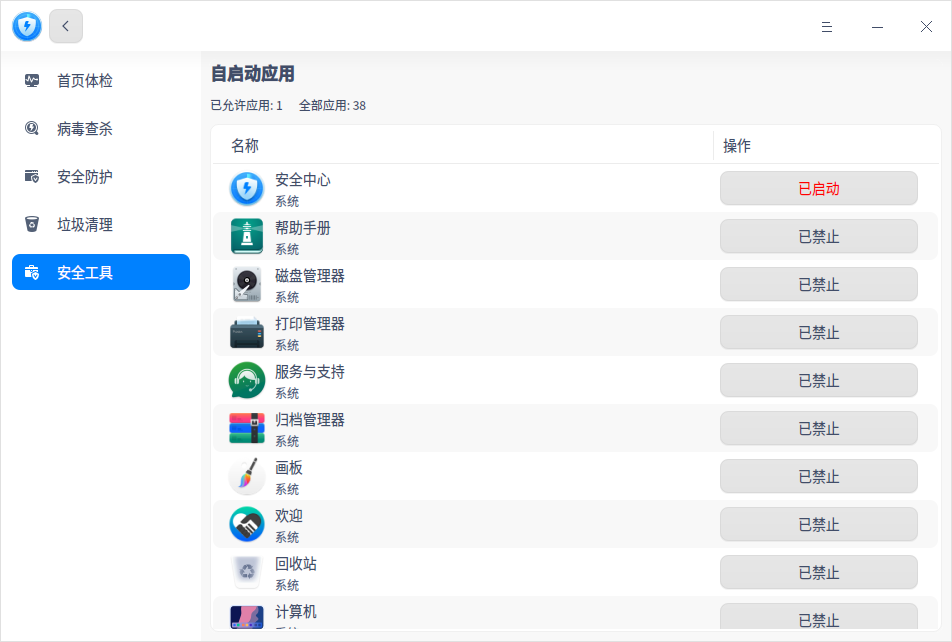 首页体检
病毒查杀
安全防护
垃圾清理
安全工具
自启动应用
已允许应用: 1 全部应用: 38
名称 操作
安全中心
系统
已启动
帮助手册
系统
已禁止
磁盘管理器
系统
已禁止
打印管理器
系统
已禁止
服务与支持
系统
已禁止
归档管理器
系统
已禁止
画板
系统
已禁止
欢迎
系统
已禁止
回收站
系统
已禁止
计算机
已禁止